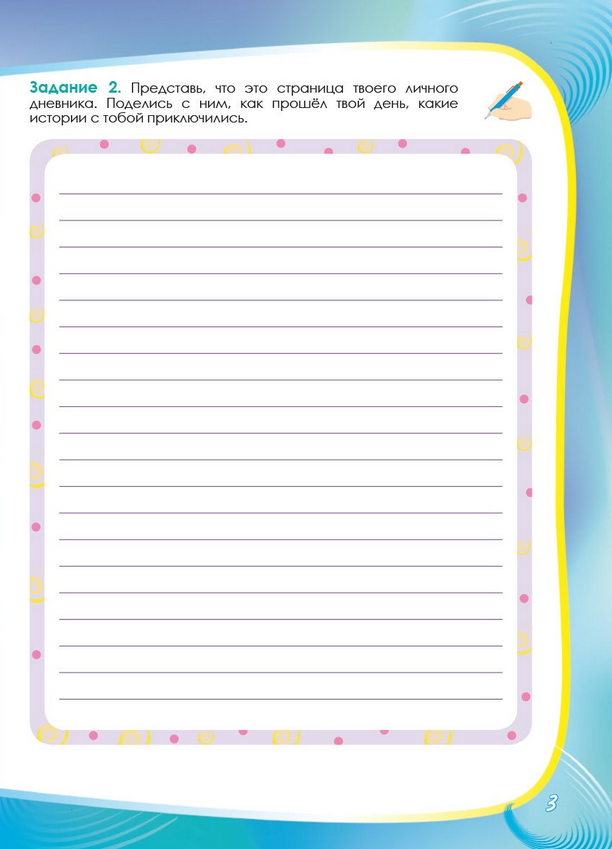 Задание 2. Представь, что это страница твоего личного
дневника. Поделись с ним, как прошёл твой день, какие
истории с тобой приключились.
3